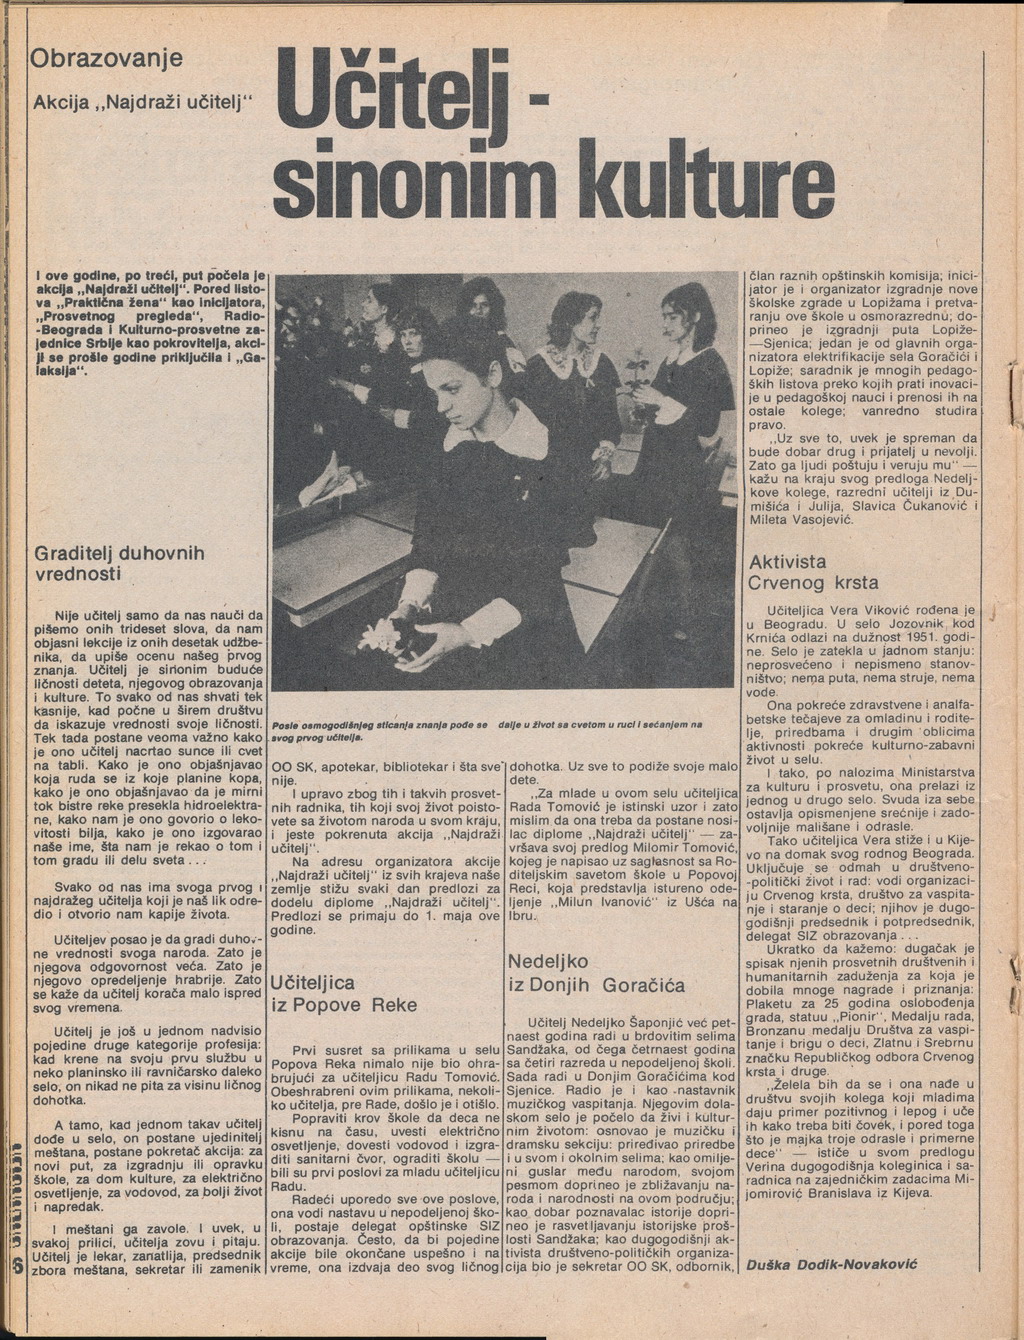 Obrazovanje
Akcija „Najdraži učitelj“
Učitelj -
sinonim kulture
I ove godine, po treći, put počela je
akcija „Najdraži učitelj“. Pored listo-
va „Praktična žena“ kao inicijatora,
„Prosvetnog pregleda“, Radio-
-Beograda i Kulturno-prosvetne za-
jednice Srbije kao pokrovitelja, akci-
ji se prošle godine priključila i „Ga-
laksija“.
Graditelj duhovnih
vrednosti
Nije učitelj samo da nas nauči da
pišemo onih trideset slova, da nam
objasni lekcije iz onih desetak udžbe-
nika, da upiše ocenu našeg prvog
znanja. Učitelj je sinonim buduće
ličnosti deteta, njegovog obrazovanja
i kulture. To svako od nas shvati tek
kasnije, kad počne u širem društvu
da iskazuje vrednosti svoje ličnosti.
Tek tada postane veoma važno kako
je ono učitelj nacrtao sunce ili cvet
na tabli. Kako je ono objašnjavao
koja ruda se iz koje planine kopa,
kako je ono objašnjavao da je mirni
tok bistre reke presekla hidroelektra-
ne, kako nam je ono govorio o leko-
vitosti bilja, kako je ono izgovarao
naše ime, šta nam je rekao o tom i
tom gradu ili delu sveta . . .
Svako od nas ima svoga prvog i
najdražeg učitelja koji je naš lik odre-
dio i otvorio nam kapije života.
Učiteljev posao je da gradi duhov-
ne vrednosti svoga naroda. Zato je
njegova odgovornost veća. Zato je
njegovo opredeljenje hrabrije. Zato
se kaže da učitelj korača malo ispred
svog vremena.
Učitelj je još u jednom nadvisio
pojedine druge kategorije profesija:
kad krene na svoju prvu službu u
neko planinsko ili ravničarsko daleko
selo, on nikad ne pita za visinu ličnog
dohotka.
A tamo, kad jednom takav učitelj
dođe u selo, on postane ujedinitelj
meštana, postane pokretač akcija: za
novi put, za izgradnju ili opravku
škole, za dom kulture, za električno
osvetljenje, za vodovod, za bolji život
i napredak.
I meštani ga zavole. I uvek, u
svakoj prilici, učitelja zovu i pitaju.
Učitelj je lekar, zanatlija, predsednik
zbora meštana, sekretar ili zamenik
Posle osmogodišnjeg sticanja znanja pođe se dalje u život sa cvetom u ruci i sećanjem na
svog prvog učitelja.
OO SK, apotekar, bibliotekar i šta sve
nije.
I upravo zbog tih i takvih prosvet-
nih radnika, tih koji svoj život poisto-
vete sa životom naroda u svom kraju,
i jeste pokrenuta akcija „Najdraži
učitelj“.
Na adresu organizatora akcije
„Najdraži učitelj“ iz svih krajeva naše
zemlje stižu svaki dan predlozi za
dodelu diplome „Najdraži učitelj“.
Predlozi se primaju do 1. maja ove
godine.
Učiteljica
iz Popove Reke
Prvi susret sa prilikama u selu
Popova Reka nimalo nije bio ohra-
brujući za učiteljicu Radu Tomović.
Obeshrabreni ovim prilikama, nekoli-
ko učitelja, pre Rade, došlo je i otišlo.
Popraviti krov škole da deca ne
kisnu na času, uvesti električno
osvetljenje, dovesti vodovod i izgra-
diti sanitarni čvor, ograditi školu —
bili su prvi poslovi za mladu učiteljicu
Radu.
Radeći uporedo sve ove poslove,
ona vodi nastavu u nepodeljenoj ško-
li, postaje delegat opštinske SIZ
obrazovanja. Često, da bi pojedine
akcije bile okončane uspešno i na
vreme, ona izdvaja deo svog ličnog
dohotka. Uz sve to podiže svoje malo
dete.
„Za mlade u ovom selu učiteljica
Rada Tomović je istinski uzor i zato
mislim da ona treba da postane nosi-
lac diplome „Najdraži učitelj“ — za-
vršava svoj predlog Milomir Tomović,
kojeg je napisao uz saglasnost sa Ro-
diteljskim savetom škole u Popovoj
Reci, koja predstavlja istureno ode-
ljenje „Milun Ivanović“ iz Ušća na
Ibru.
Nedeljko
iz Donjih Goračića
Učitelj Nedeljko Šaponjić već pet-
naest godina radi u brdovitim selima
Sandžaka, od čega četrnaest godina
sa četiri razreda u nepodeljenoj školi.
Sada radi u Donjim Goračićima kod
Sjenice. Radio je i kao nastavnik
muzičkog vaspitanja. Njegovim dola-
skom selo je počelo da živi i kultur-
nim životom: osnovao je muzičku i
dramsku sekciju: priređivao priredbe
i u svom i okolnim selima; kao omilje-
ni guslar među narodom, svojom
pesmom doprineo je zbližavanju na-
roda i narodnosti na ovom području;
kao dobar poznavalac istorije dopri-
neo je rasvetljavanju istorijske proš-
losti Sandžaka; kao dugogodišnji ak-
tivista društveno-političkih organiza-
cija bio je sekretar OO SK, odbornik,
član raznih opštinskih komisija; inici-
jator je i organizator izgradnje nove
školske zgrade u Lopižama i pretva-
ranju ove škole u osmorazrednu; do-
prineo je izgradnji puta Lopiže-
—Sjenica; jedan je od glavnih orga-
nizatora elektrifikacije sela Goračići i
Lopiže; saradnik je mnogih pedago-
ških listova preko kojih prati inovaci-
je u pedagoškoj nauci i prenosi ih na
ostale kolege; vanredno studira
pravo.
„Uz sve to, uvek je spreman da
bude dobar drug i prijatelj u nevolji.
Zato ga ljudi poštuju i veruju mu“ —
kažu na kraju svog predloga Nedelj-
kove kolege, razredni učitelji iz Du-
mišića i Julija, Slavica Čukanović i
Mileta Vasojević.
Aktivista
Crvenog krsta
Učiteljica Vera Viković rođena je
u Beogradu. U selo Jozovnik kod
Krnića odlazi na dužnost 1951. godi-
ne. Selo je zatekla u jadnom stanju:
neprosvećeno i nepismeno stanov-
ništvo; nema puta, nema struje, nema
vode.
Ona pokreće zdravstvene i analfa-
betske tečajeve za omladinu i rodite-
lje, priredbama i drugim oblicima
aktivnosti pokreće kulturno-zabavni
život u selu.
I tako, po nalozima Ministarstva
za kulturu i prosvetu, ona prelazi iz
jednog u drugo selo. Svuda iza sebe
ostavlja opismenjene srećnije i zado-
voljnije mališane i odrasle.
Tako učiteljica Vera stiže i u Kije-
vo na domak svog rodnog Beograda.
Uključuje se odmah u društveno-
-politički život i rad: vodi organizaci-
ju Crvenog krsta, društvo za vaspita-
nje i staranje o deci; njihov je dugo-
godišnji predsednik i potpredsednik,
delegat SIZ obrazovanja . . .
Ukratko da kažemo: dugačak je
spisak njenih prosvetnih društvenih i
humanitarnih zaduženja za koja je
dobila mnoge nagrade i priznanja:
Plaketu za 25 godina oslobođenja
grada, statuu „Pionir“, Medalju rada,
Bronzanu medalju Društva za vaspi-
tanje i brigu o deci, Zlatnu i Srebrnu
značku Republičkog odbora Crvenog
krsta i druge.
„Želela bih da se i ona nađe u
društvu svojih kolega koji mladima
daju primer pozitivnog i lepog i uče
ih kako treba biti čovek, i pored toga
što je majka troje odrasle i primerne
dece“ — ističe u svom predlogu
Verina dugogodišnja koleginica i sa-
radnica na zajedničkim zadacima Mi-
jomirović Branislava iz Kijeva.
Duška Dodik-Novaković
6